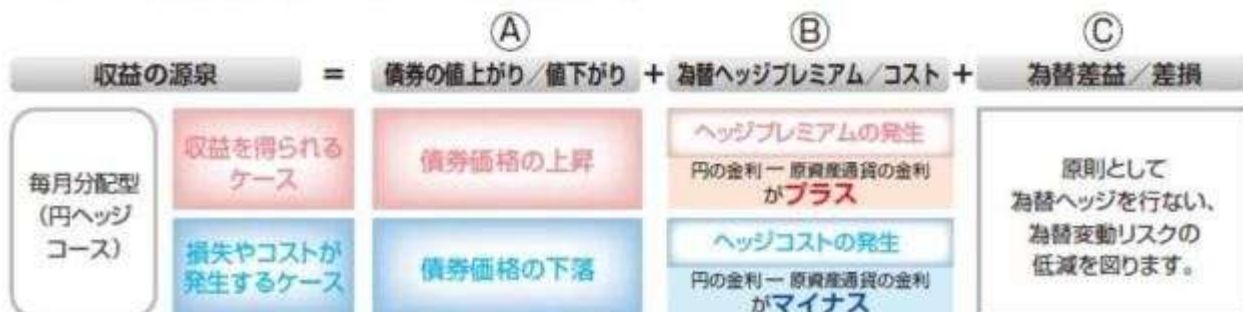 Ⓐ Ⓑ Ⓒ
収益の源泉 = 債券の値上がり/値下がり + 為替ヘッジプレミアム/コスト + 為替差益/差損
毎月分配型
(円ヘッジ
コース)
収益を得られる
ケース
債券価格の上昇
ヘッジプレミアムの発生
円の金利ー原資産通貨の金利
がプラス
損失やコストが
発生するケース
債券価格の下落
ヘッジコストの発生
円の金利ー原資産通貨の金利
がマイナス
原則として
為替ヘッジを行ない、
為替変動リスクの
低減を図ります。